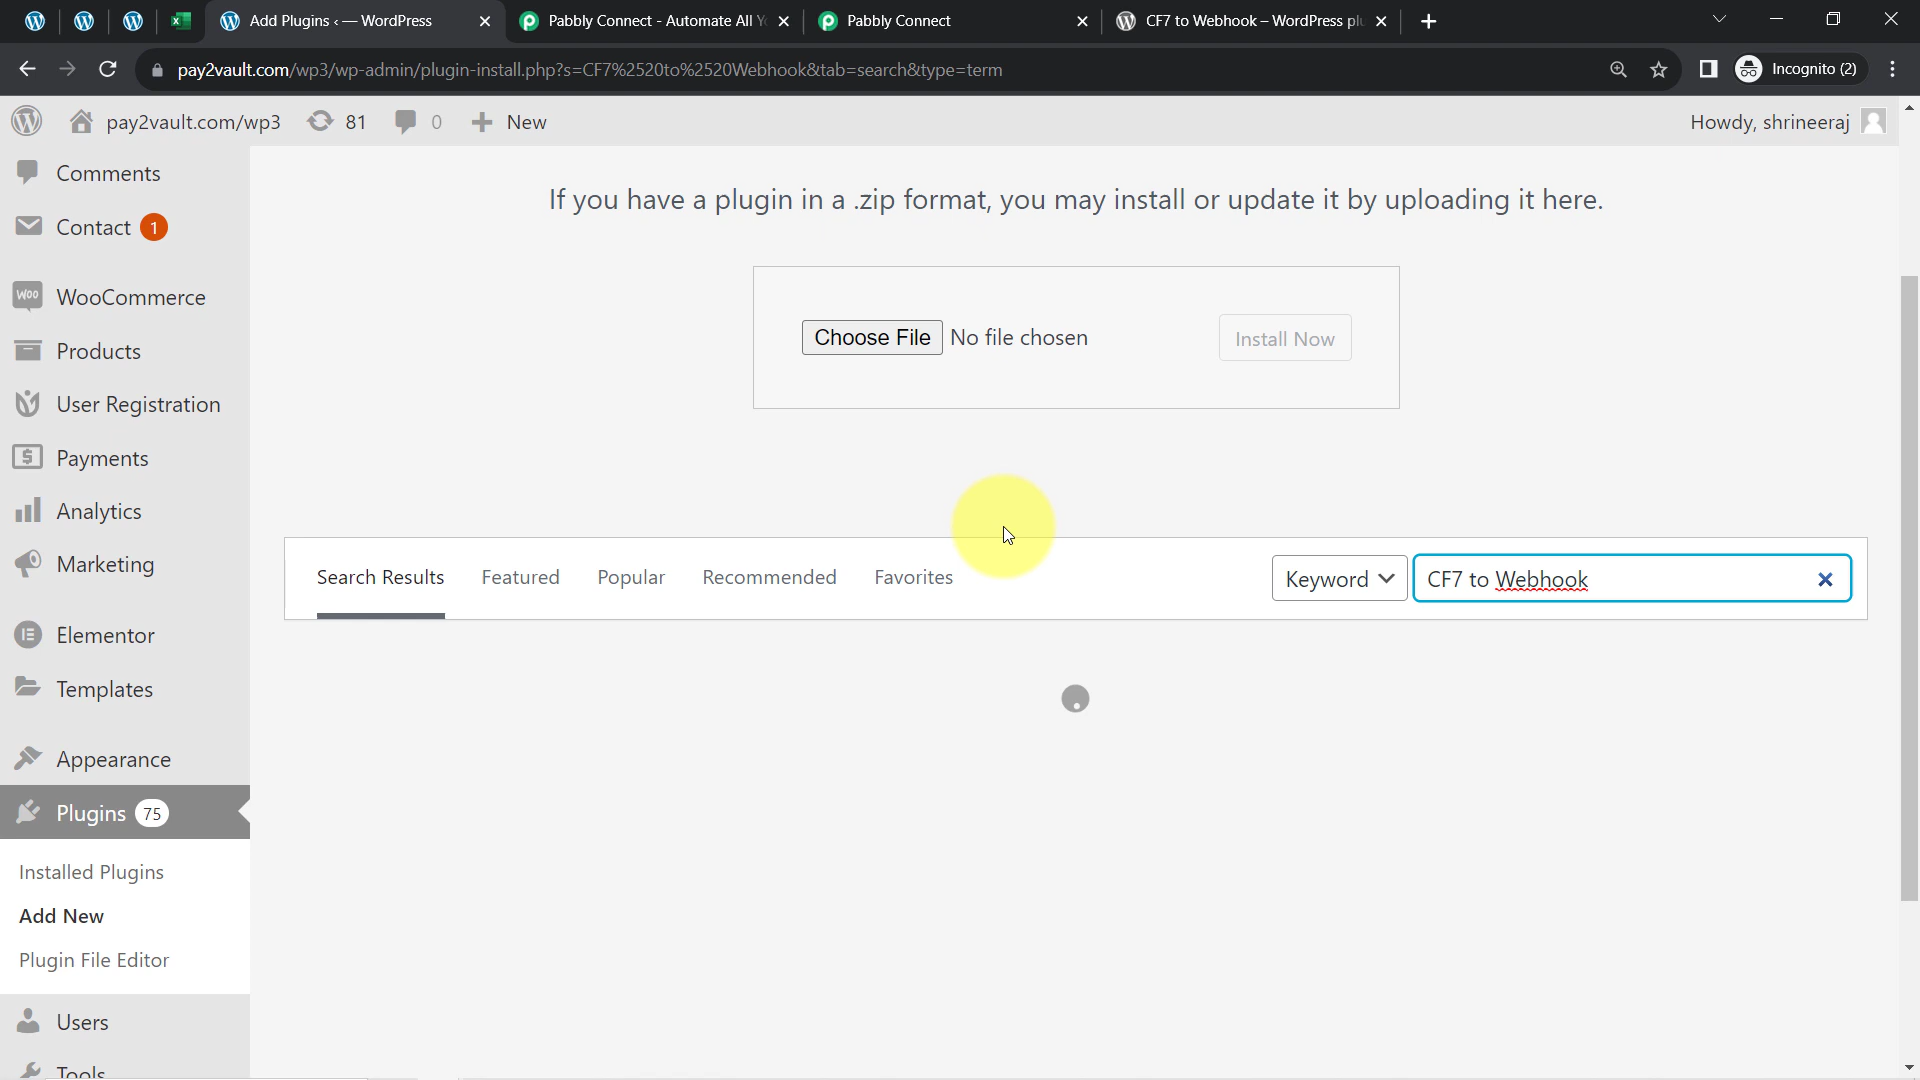 Add Plugins ‹ — WordPress
Pabbly Connect - Automate All
Pabbly Connect
CF7 to Webhook – WordPress
pay2vault.com/wp3/wp-admin/plugin-install.php?s=CF7%2520to%2520Webhook&tab=search&type=term
Incognito (2)
pay2vault.com/wp3
81
0
New
Howdy, shrineeraj
Comments
Contact 1
WooCommerce
Products
User Registration
Payments
Analytics
Marketing
Elementor
Templates
Appearance
Plugins 75
Installed Plugins
Add New
Plugin File Editor
Users
Tools
If you have a plugin in a .zip format, you may install or update it by uploading it here.
Choose File No file chosen
Install Now
Search Results Featured Popular Recommended Favorites
Keyword
CF7 to Webhook